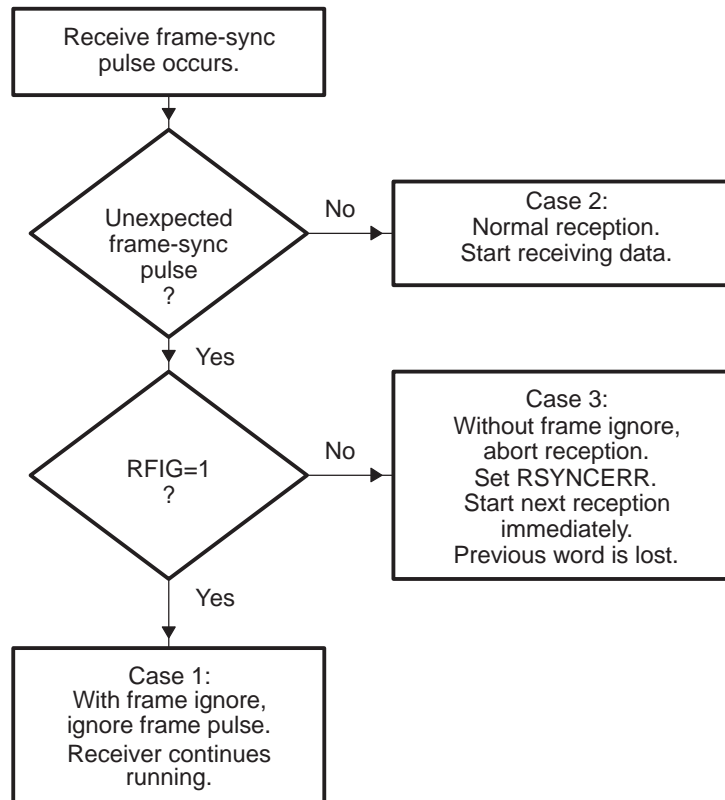 Receive frame-sync
pulse occurs.
Unexpected
frame-sync
pulse
?
No
Case 2:
Normal reception.
Start receiving data.
Yes
RFIG=1
?
No
Case 3:
Without frame ignore,
abort reception.
Set RSYNCERR.
Start next reception
immediately.
Previous word is lost.
Yes
Case 1:
With frame ignore,
ignore frame pulse.
Receiver continues
running.